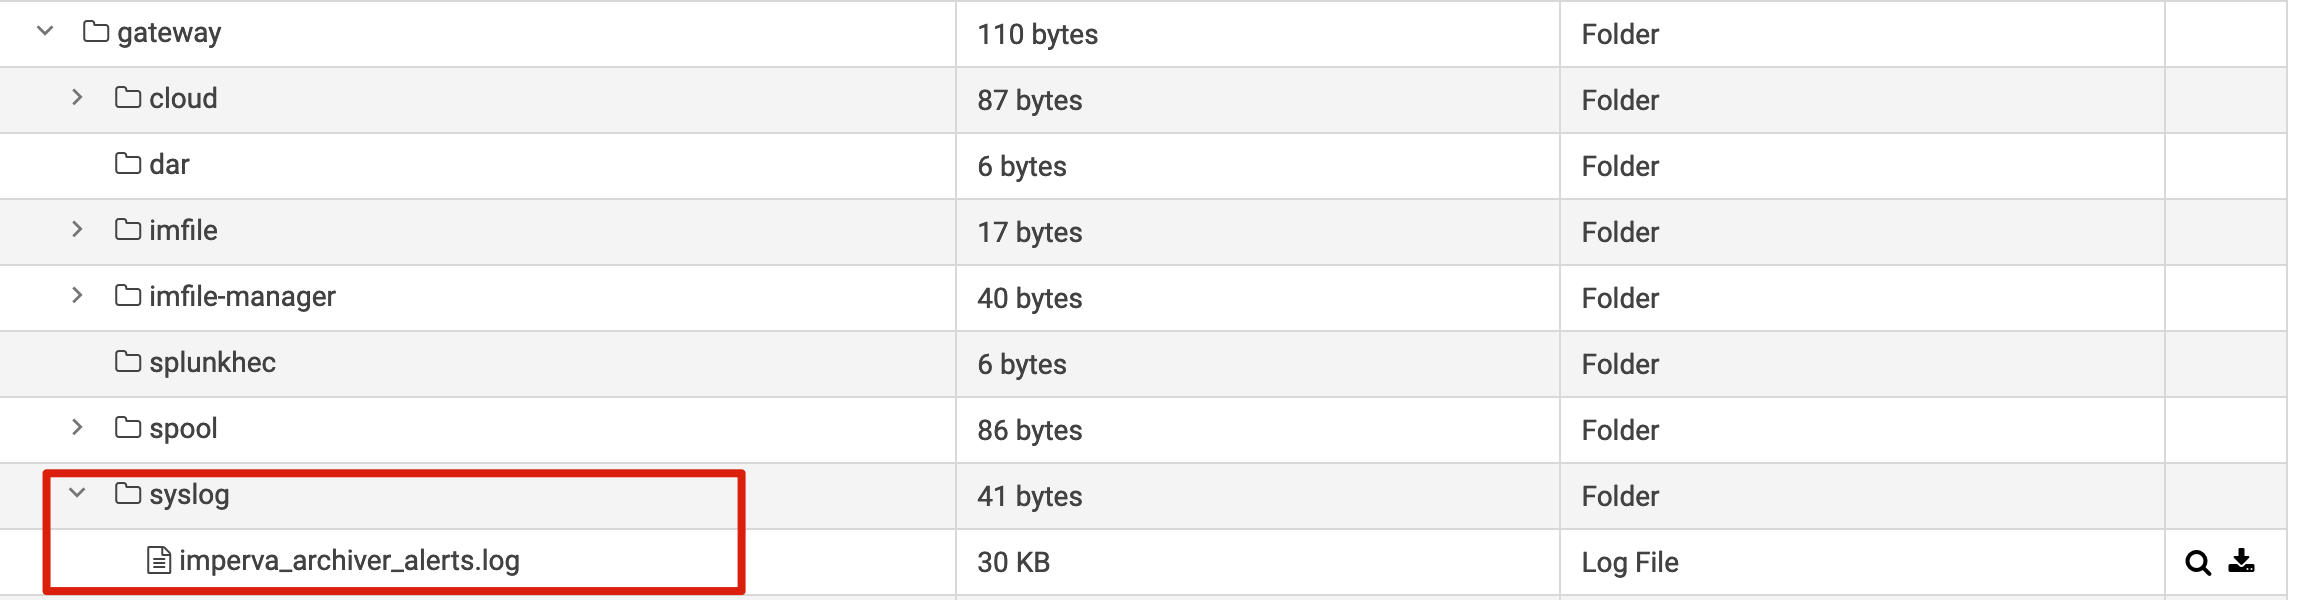 gateway 110 bytes Folder
cloud 87 bytes Folder
dar 6 bytes Folder
imfile 17 bytes Folder
imfile-manager 40 bytes Folder
splunkhec 6 bytes Folder
spool 86 bytes Folder
syslog 41 bytes Folder
imperva_archiver_alerts.log 30 KB Log File